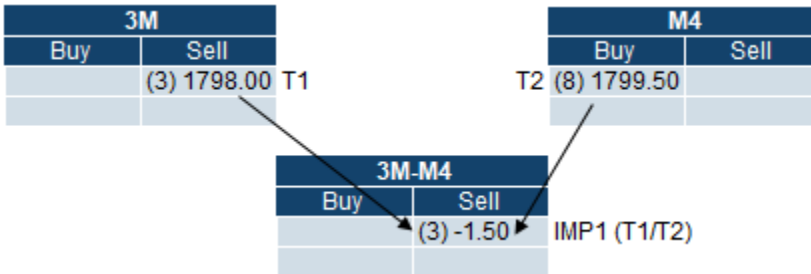 3M M4
Buy Sell Buy Sell
(3) 1798.00 T1 T2 (8) 1799.50
3M-M4
Buy Sell
(3) -1.50 IMP1 (T1/T2)